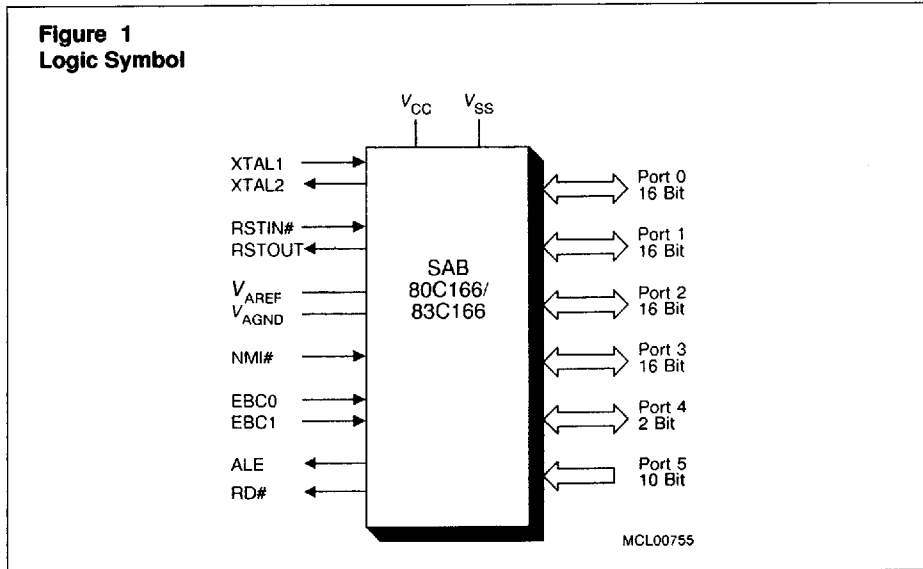 Figure 1
Logic Symbol
VCC
VSS
XTAL1
XTAL2
RSTIN#
RSTOUT
VAREF
VAGND
NMI#
EBC0
EBC1
ALE
RD#
SAB
80C166/
83C166
Port 0
16 Bit
Port 1
16 Bit
Port 2
16 Bit
Port 3
16 Bit
Port 4
2 Bit
Port 5
10 Bit
MCL00755